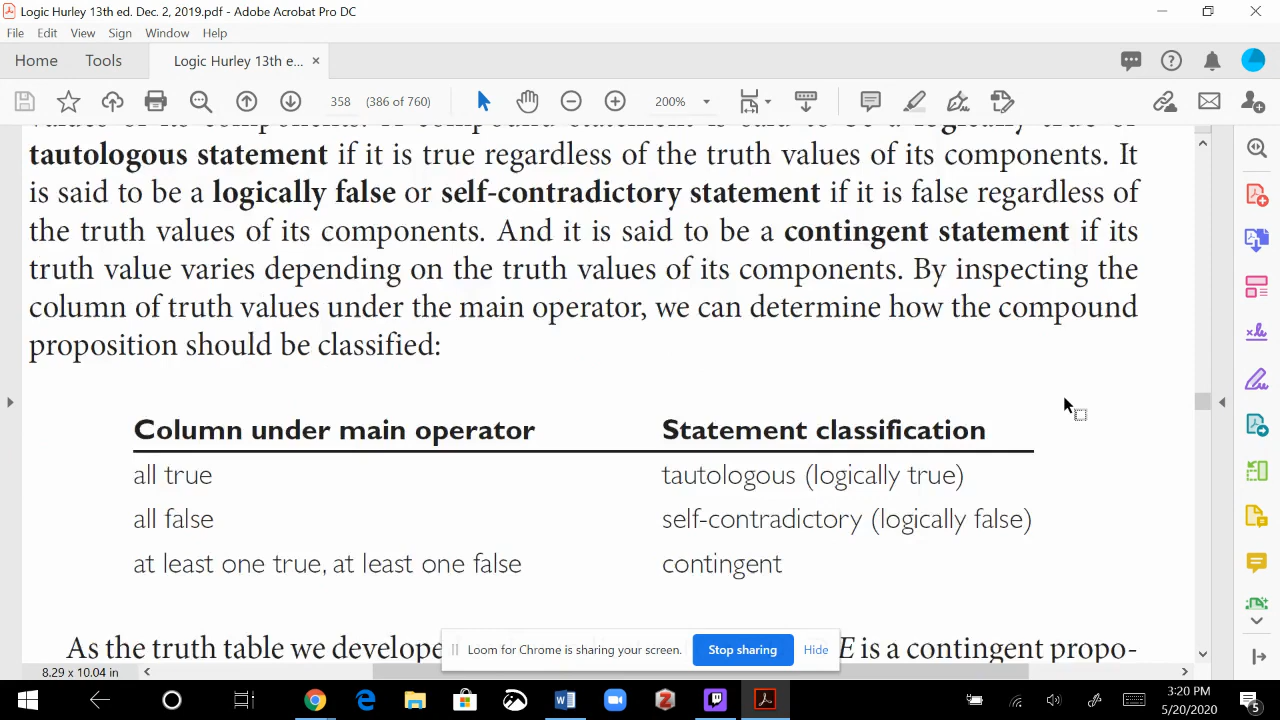 Logic Hurley 13th ed. Dec. 2, 2019.pdf - Adobe Acrobat Pro DC
File Edit View Sign Window Help
Home Tools Logic Hurley 13th e... ×
358 (386 of 760) 200%
tautologous statement if it is true regardless of the truth values of its components. It
is said to be a logically false or self-contradictory statement if it is false regardless of
the truth values of its components. And it is said to be a contingent statement if its
truth value varies depending on the truth values of its components. By inspecting the
column of truth values under the main operator, we can determine how the compound
proposition should be classified:
Column under main operator Statement classification
all true tautologous (logically true)
all false self-contradictory (logically false)
at least one true, at least one false contingent
As the truth table we develope E is a contingent propo-
Loom for Chrome is sharing your screen. Stop sharing Hide
8.29 x 10.04 in
3:20 PM
5/20/2020
5